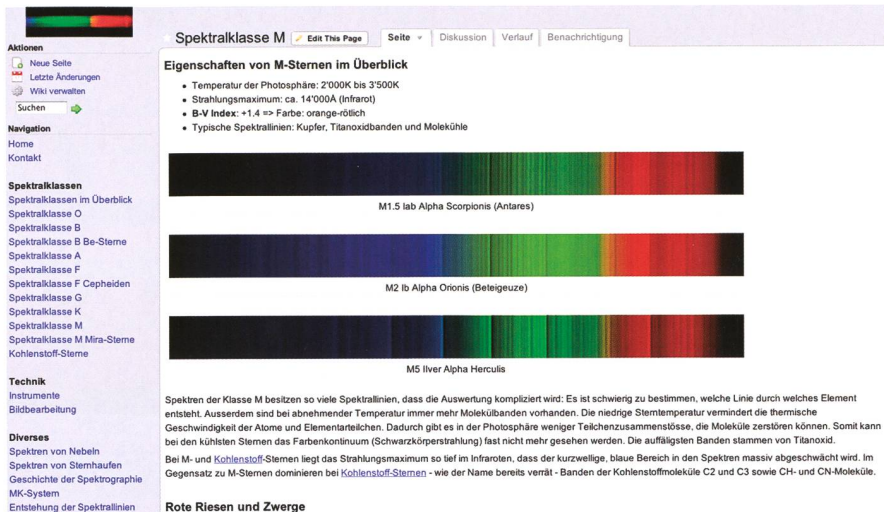 Aktionen
Neue Seite
Letzte Änderungen
Wiki verwalten
Suchen
Navigation
Home
Kontakt
Spektralklassen
Spektralklassen im Überblick
Spektralklasse O
Spektralklasse B
Spektralklasse B Be-Sterne
Spektralklasse A
Spektralklasse F
Spektralklasse F Cepheiden
Spektralklasse G
Spektralklasse K
Spektralklasse M
Spektralklasse M Mira-Sterne
Kohlenstoff-Sterne
Technik
Instrumente
Bildbearbeitung
Diverses
Spektren von Nebeln
Spektren von Sternhaufen
Geschichte der Spektrographie
MK-System
Entstehung der Spektrallinien
Spektralklasse M Edit This Page Seite Diskussion Verlauf Benachrichtigung
Eigenschaften von M-Sternen im Überblick
• Temperatur der Photosphäre: 2'000K bis 3'500K
• Strahlungsmaximum: ca. 14'000Å (Infrarot)
• B-V Index: +1.4 => Farbe: orange-rötlich
• Typische Spektrallinien: Kupfer, Titanoxidbanden und Molekühle
M1.5 Iab Alpha Scorpionis (Antares)
M2 Ib Alpha Orionis (Beteigeuze)
M5 IIver Alpha Herculis
Spektren der Klasse M besitzen so viele Spektrallinien, dass die Auswertung kompliziert wird: Es ist schwierig zu bestimmen, welche Linie durch welches Element
entsteht. Ausserdem sind bei abnehmender Temperatur immer mehr Molekülbanden vorhanden. Die niedrige Sterntemperatur vermindert die thermische
Geschwindigkeit der Atome und Elementarteilchen. Dadurch gibt es in der Photosphäre weniger Teilchenzusammenstösse, die Moleküle zerstören können. Somit kann
bei den kühlsten Sternen das Farbenkontinuum (Schwarzkörperstrahlung) fast nicht mehr gesehen werden. Die auffäligsten Banden stammen von Titanoxid.
Bei M- und Kohlenstoff-Sternen liegt das Strahlungsmaximum so tief im Infraroten, dass der kurzwellige, blaue Bereich in den Spektren massiv abgeschwächt wird. Im
Gegensatz zu M-Sternen dominieren bei Kohlenstoff-Sternen - wie der Name bereits verrät - Banden der Kohlenstoffmoleküle C2 und C3 sowie CH- und CN-Moleküle.
Rote Riesen und Zwerge